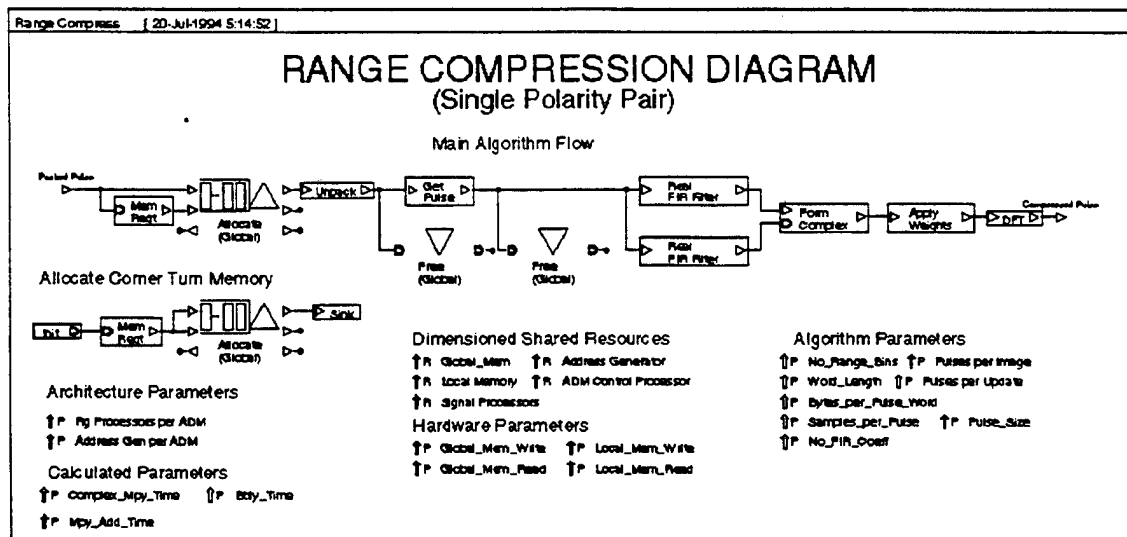 Range Compress [ 20-Jul-1994 5:14:52 ]
RANGE COMPRESSION DIAGRAM
(Single Polarity Pair)
Main Algorithm Flow
Packed Pulse
Mem Reqt
Allocate (Global)
Unpack
Get Pulse
Free (Global)
Free (Global)
Real FIR Filter
Real FIR Filter
Form Complex
Apply Weights
DFT
Compressed Pulse
Allocate Corner Turn Memory
Init
Mem Reqt
Allocate (Global)
Sink
Architecture Parameters
P Rg Processors per ADM
P Address Gen per ADM
Calculated Parameters
P Complex_Mpy_Time P Bfly_Time
P Mpy_Add_Time
Dimensioned Shared Resources
R Global_Mem R Address Generator
R Local Memory R ADM Control Processor
R Signal Processors
Hardware Parameters
P Global_Mem_Write P Local_Mem_Write
P Global_Mem_Read P Local_Mem_Read
Algorithm Parameters
P No_Range_Bins P Pulses per Image
P Word_Length P Pulses per Update
P Bytes_per_Pulse_Word
P Samples_per_Pulse P Pulse_Size
P No_FIR_Coeff